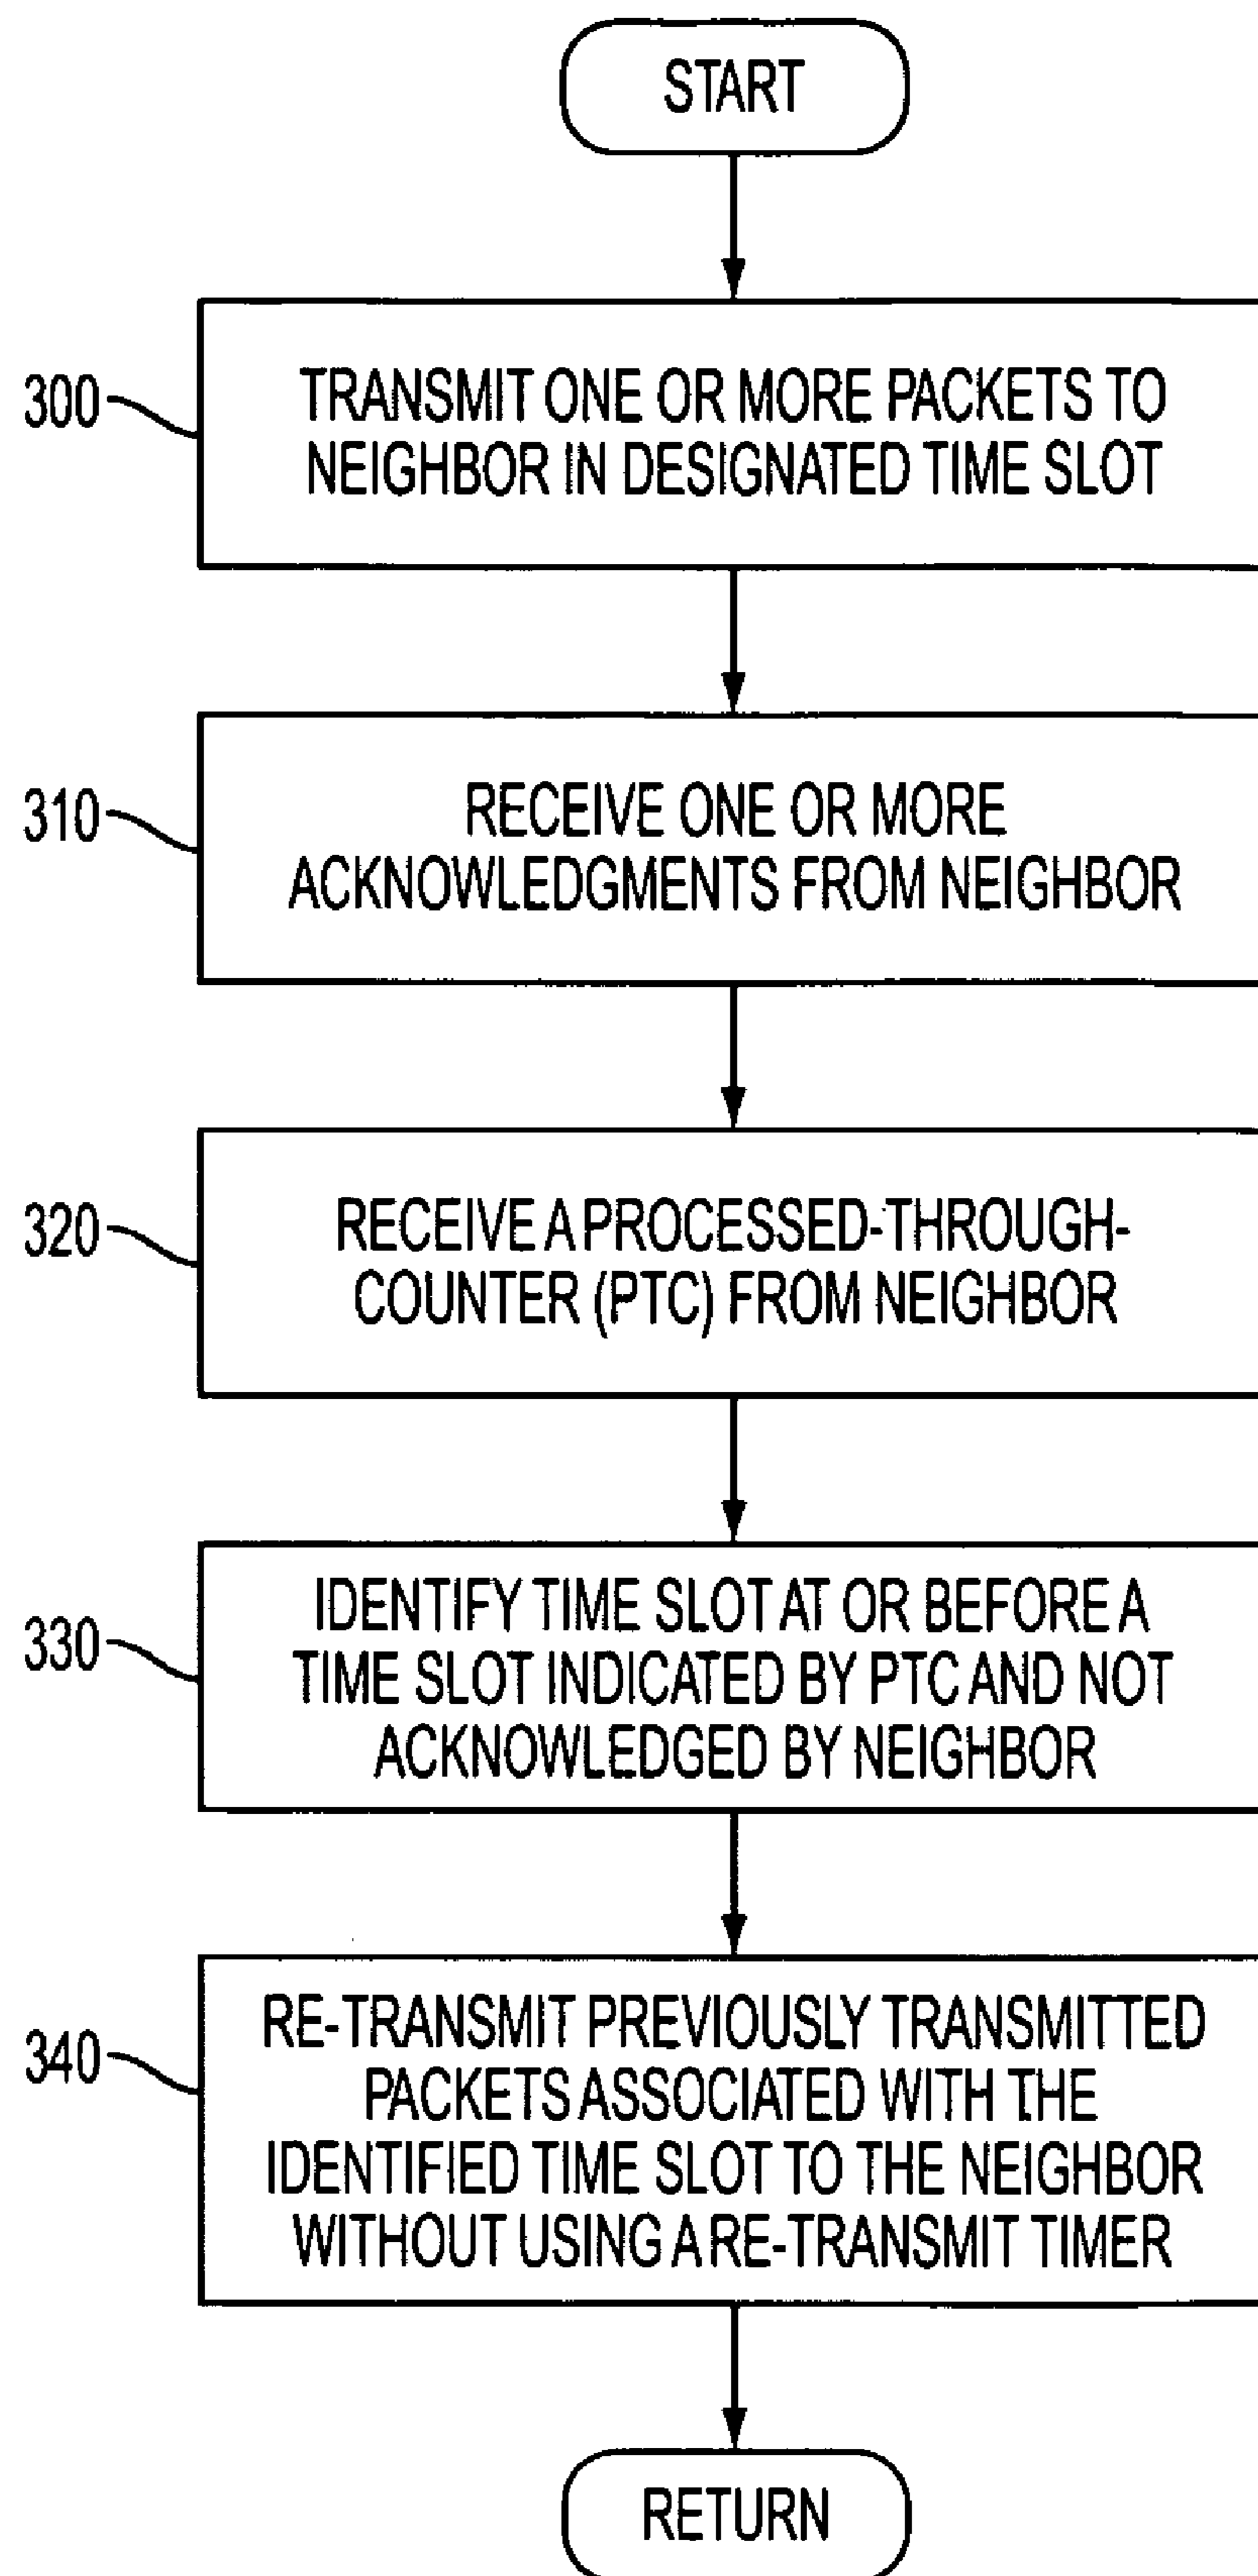 START
300
TRANSMIT ONE OR MORE PACKETS TO
NEIGHBOR IN DESIGNATED TIME SLOT
310
RECEIVE ONE OR MORE
ACKNOWLEDGMENTS FROM NEIGHBOR
320
RECEIVE A PROCESSED-THROUGH-
COUNTER (PTC) FROM NEIGHBOR
330
IDENTIFY TIME SLOT AT OR BEFORE A
TIME SLOT INDICATED BY PTC AND NOT
ACKNOWLEDGED BY NEIGHBOR
340
RE-TRANSMIT PREVIOUSLY TRANSMITTED
PACKETS ASSOCIATED WITH THE
IDENTIFIED TIME SLOT TO THE NEIGHBOR
WITHOUT USING A RE-TRANSMIT TIMER
RETURN